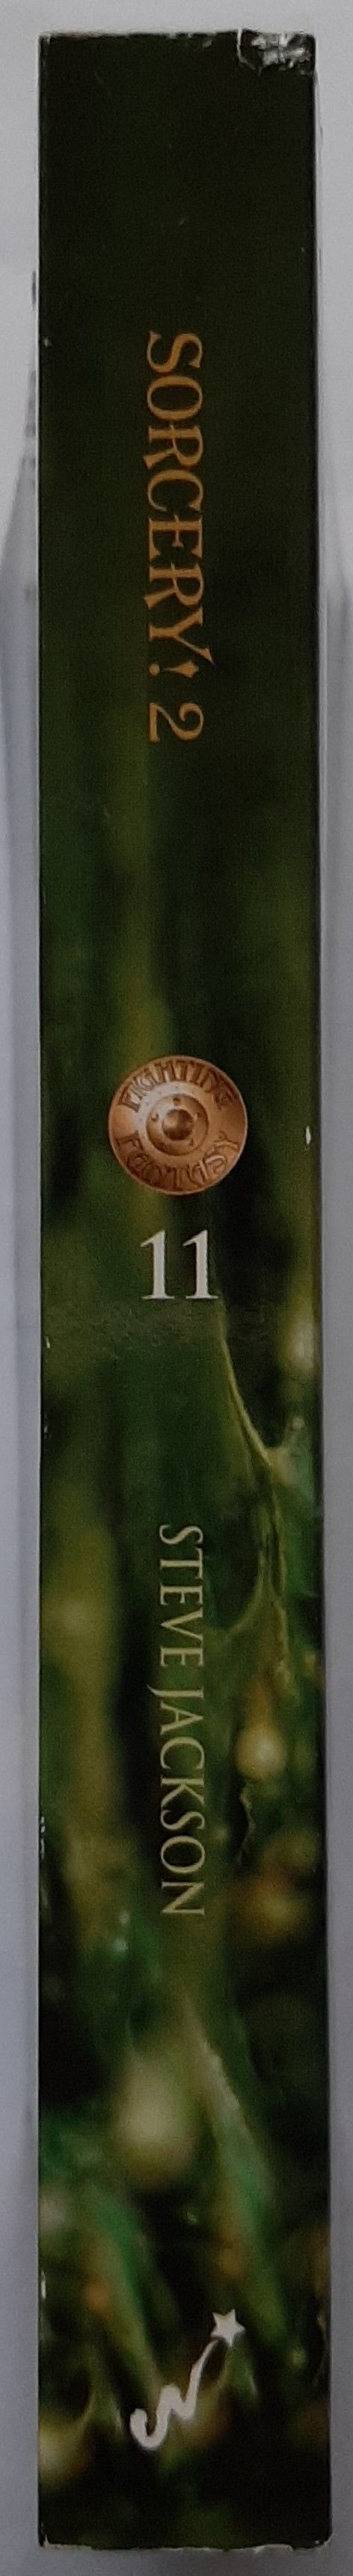 SORCERY! 2
FIGHTING
FANTASY
11
STEVE JACKSON